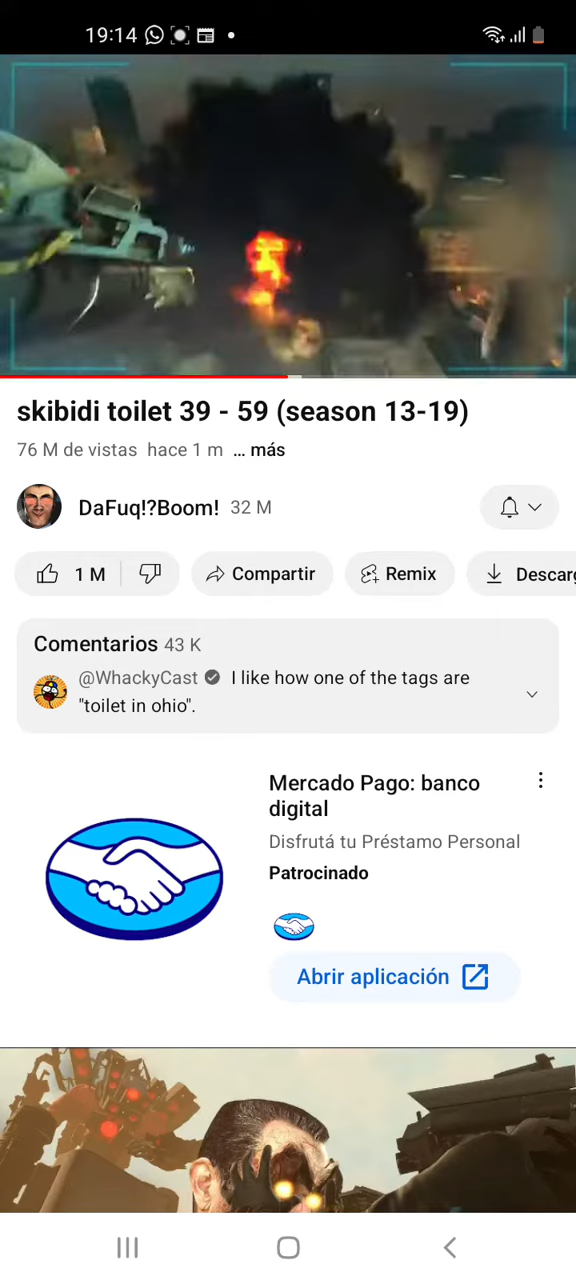 19:14
skibidi toilet 39 - 59 (season 13-19)
76 M de vistas hace 1 m ... más
DaFuq!?Boom! 32 M
1 M Compartir Remix Descarg
Comentarios 43 K
@WhackyCast I like how one of the tags are
"toilet in ohio".
Mercado Pago: banco
digital
Disfrutá tu Préstamo Personal
Patrocinado
Abrir aplicación